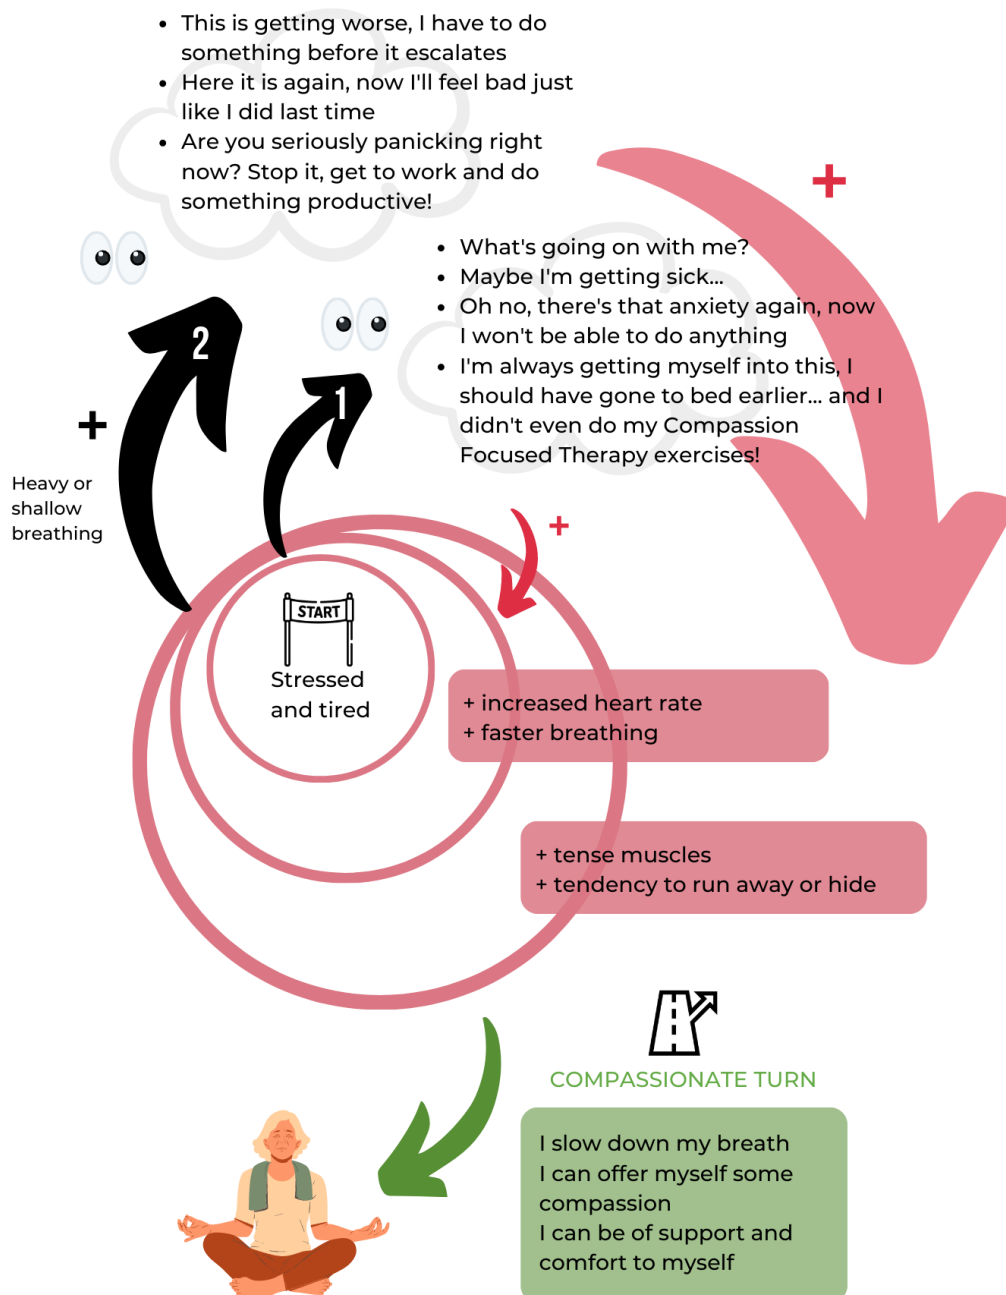 • This is getting worse, I have to do
something before it escalates
• Here it is again, now I'll feel bad just
like I did last time
• Are you seriously panicking right
now? Stop it, get to work and do
something productive!
+
• What's going on with me?
• Maybe I'm getting sick...
• Oh no, there's that anxiety again, now
I won't be able to do anything
• I'm always getting myself into this, I
should have gone to bed earlier... and I
didn't even do my Compassion
Focused Therapy exercises!
2
1
+
Heavy or
shallow
breathing
+
START
Stressed
and tired
+ increased heart rate
+ faster breathing
+ tense muscles
+ tendency to run away or hide
COMPASSIONATE TURN
I slow down my breath
I can offer myself some
compassion
I can be of support and
comfort to myself